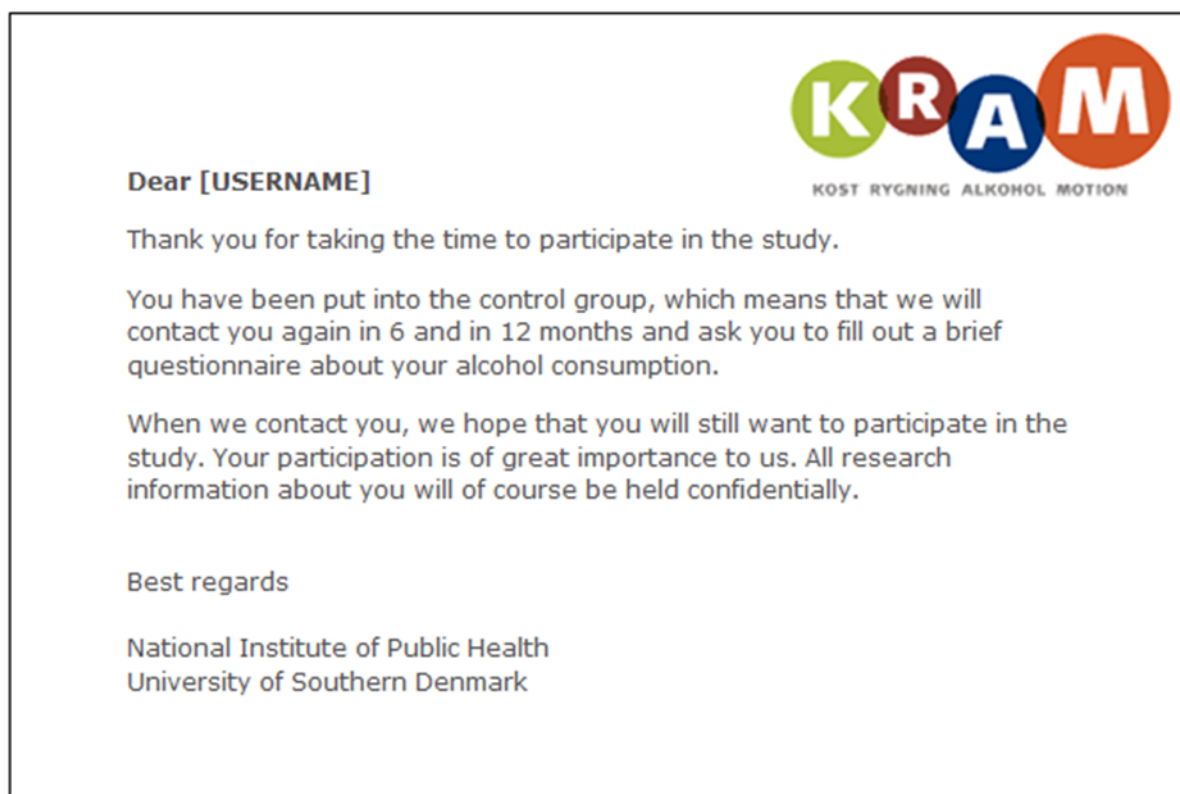 KRAM
KOST RYGNING ALKOHOL MOTION
Dear [USERNAME]
Thank you for taking the time to participate in the study.
You have been put into the control group, which means that we will
contact you again in 6 and in 12 months and ask you to fill out a brief
questionnaire about your alcohol consumption.
When we contact you, we hope that you will still want to participate in the
study. Your participation is of great importance to us. All research
information about you will of course be held confidentially.
Best regards
National Institute of Public Health
University of Southern Denmark